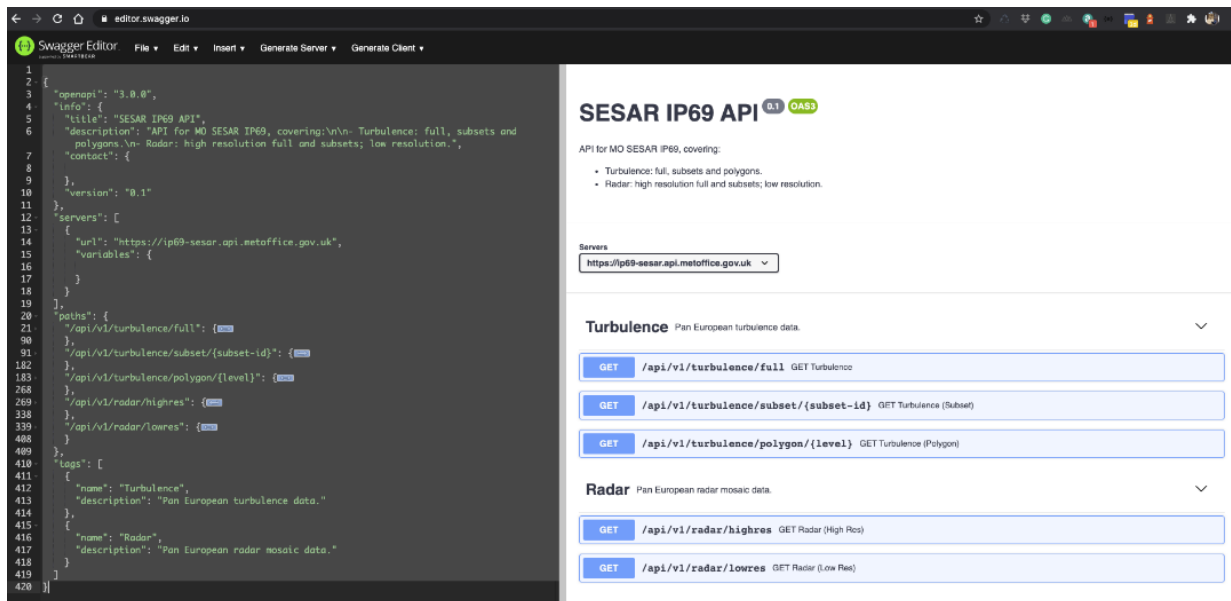 editor.swagger.io
Swagger Editor.
Supported by SMARTBEAR
File ▾ Edit ▾ Insert ▾ Generate Server ▾ Generate Client ▾
1
2 {
3 "openapi": "3.0.0",
4 "info": {
5 "title": "SESAR IP69 API",
6 "description": "API for MO SESAR IP69, covering:\n\n- Turbulence: full, subsets and
polygons.\n- Radar: high resolution full and subsets; low resolution.",
7 "contact": {
8
9 },
10 "version": "0.1"
11 },
12 "servers": [
13 {
14 "url": "https://ip69-sesar.api.metoffice.gov.uk",
15 "variables": {
16
17 }
18 }
19 ],
20 "paths": {
21 "/api/v1/turbulence/full": {
90 },
91 "/api/v1/turbulence/subset/{subset-id}": {
182 },
183 "/api/v1/turbulence/polygon/{level}": {
268 },
269 "/api/v1/radar/highres": {
338 },
339 "/api/v1/radar/lowres": {
408 }
409 },
410 "tags": [
411 {
412 "name": "Turbulence",
413 "description": "Pan European turbulence data."
414 },
415 {
416 "name": "Radar",
417 "description": "Pan European radar mosaic data."
418 }
419 ]
420 }
SESAR IP69 API 0.1 OAS3
API for MO SESAR IP69, covering:
• Turbulence: full, subsets and polygons.
• Radar: high resolution full and subsets; low resolution.
Servers
https://ip69-sesar.api.metoffice.gov.uk
Turbulence Pan European turbulence data.
GET /api/v1/turbulence/full GET Turbulence
GET /api/v1/turbulence/subset/{subset-id} GET Turbulence (Subset)
GET /api/v1/turbulence/polygon/{level} GET Turbulence (Polygon)
Radar Pan European radar mosaic data.
GET /api/v1/radar/highres GET Radar (High Res)
GET /api/v1/radar/lowres GET Radar (Low Res)